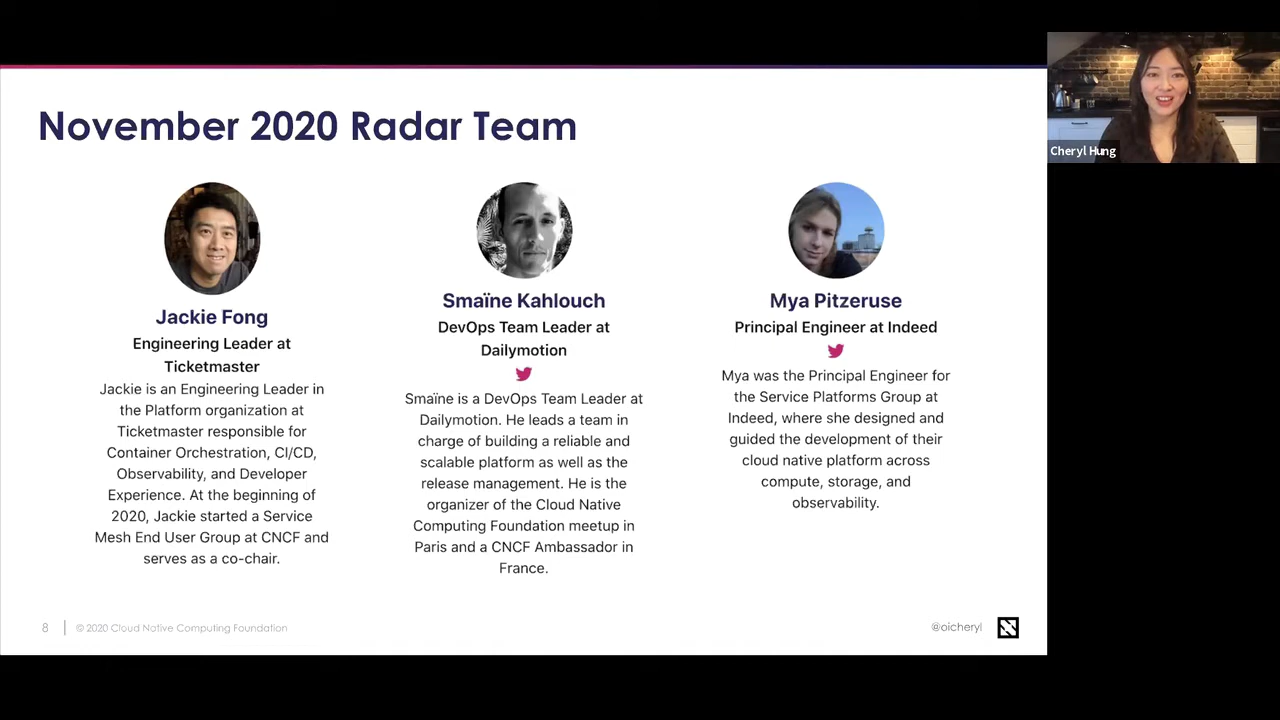 November 2020 Radar Team
Cheryl Hung
Jackie Fong
Engineering Leader at
Ticketmaster
Jackie is an Engineering Leader in
the Platform organization at
Ticketmaster responsible for
Container Orchestration, CI/CD,
Observability, and Developer
Experience. At the beginning of
2020, Jackie started a Service
Mesh End User Group at CNCF and
serves as a co-chair.
Smaïne Kahlouch
DevOps Team Leader at
Dailymotion
Smaïne is a DevOps Team Leader at
Dailymotion. He leads a team in
charge of building a reliable and
scalable platform as well as the
release management. He is the
organizer of the Cloud Native
Computing Foundation meetup in
Paris and a CNCF Ambassador in
France.
Mya Pitzeruse
Principal Engineer at Indeed
Mya was the Principal Engineer for
the Service Platforms Group at
Indeed, where she designed and
guided the development of their
cloud native platform across
compute, storage, and
observability.
8
© 2020 Cloud Native Computing Foundation
@oicheryl